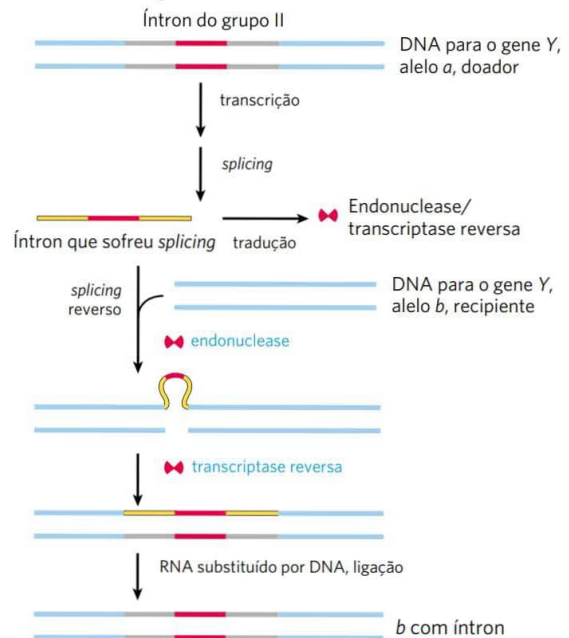 Íntron do grupo II
DNA para o gene Y,
alelo a, doador
transcrição
splicing
Endonuclease/
transcriptase reversa
Íntron que sofreu splicing
tradução
splicing
reverso
DNA para o gene Y,
alelo b, recipiente
endonuclease
transcriptase reversa
RNA substituído por DNA, ligação
b com íntron